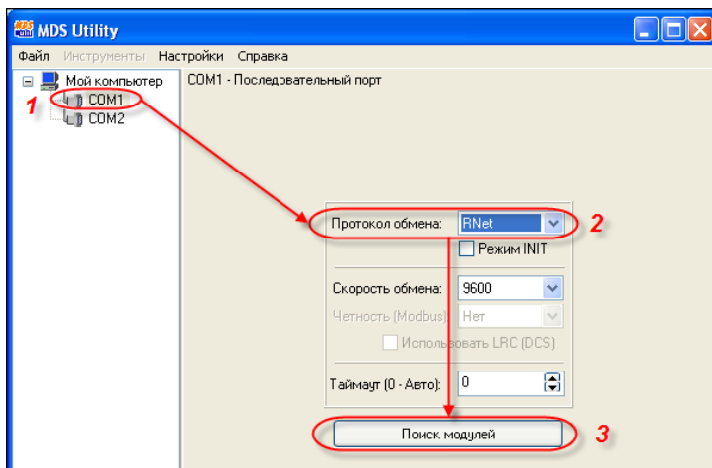 MDS Utility
Файл Инструменты Настройки Справка
Мой компьютер
COM1 - Последовательный порт
1
COM1
COM2
Протокол обмена: RNet
2
Режим INIT
Скорость обмена: 9600
Четность (Modbus): Нет
Использовать LRC (DCS)
Таймаут (0 - Авто): 0
Поиск модулей
3